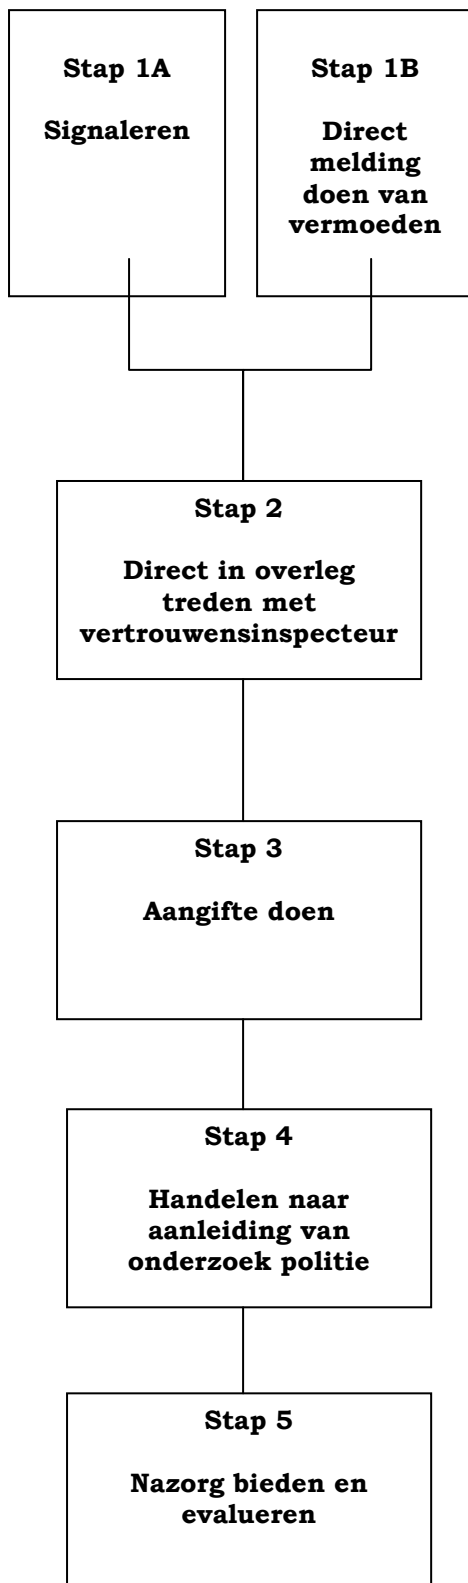 Stap 1A
Signaleren
Stap 1B
Direct
melding
doen van
vermoeden
Stap 2
Direct in overleg
treden met
vertrouwensinspecteur
Stap 3
Aangifte doen
Stap 4
Handelen naar
aanleiding van
onderzoek politie
Stap 5
Nazorg bieden en
evalueren